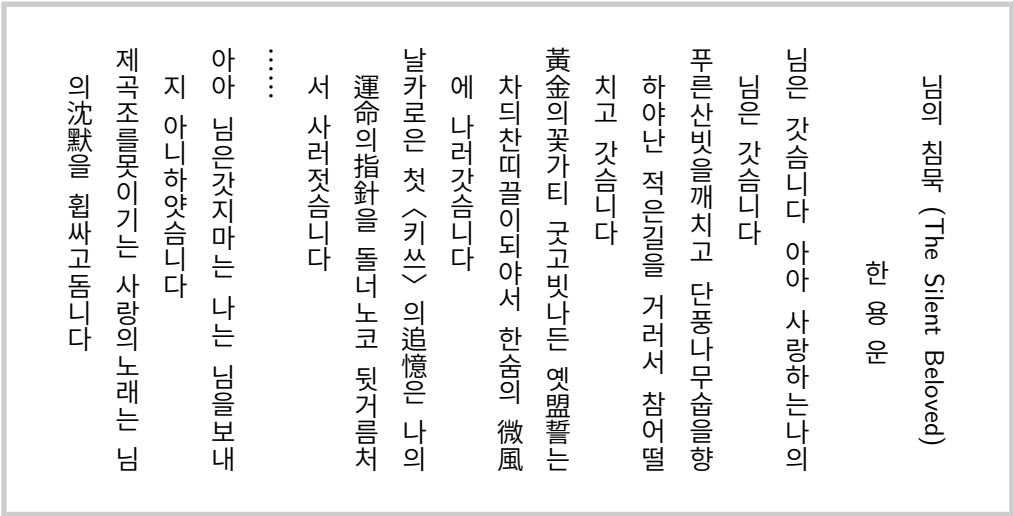 님의 침묵 (The Silent Beloved)
한 용 운
님은 갓슴니다 아아 사랑하는나의
님은 갓슴니다
푸른산빗을깨치고 단풍나무숩을향
하야난 적은길을 거러서 참어떨
치고 갓슴니다
黃金의꽃가티 굿고빗나든 옛盟誓는
차듸찬띠끌이되야서 한숨의 微風
에 나러갓슴니다
날카로은 첫 〈키쓰〉의追憶은 나의
運命의指針을 돌너노코 뒷거름처
서 사러젓슴니다
……
아아 님은갓지마는 나는 님을보내
지 아니하얏슴니다
제곡조를못이기는 사랑의노래는 님
의沈默을 휩싸고돔니다